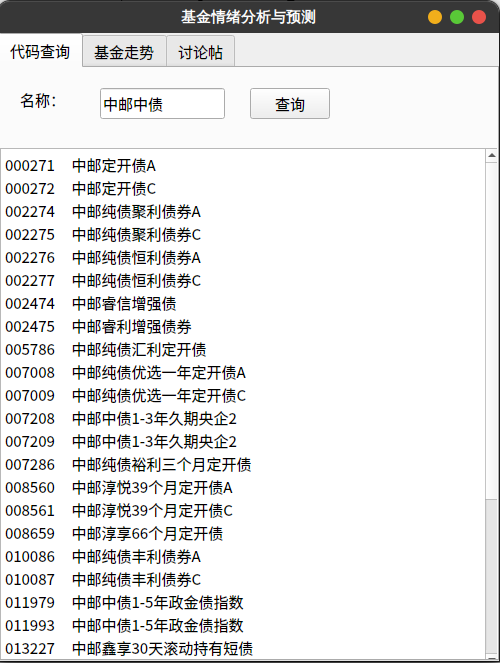 基金情绪分析与预测
代码查询 基金走势 讨论帖
名称： 中邮中债 查询
000271 中邮定开债A
000272 中邮定开债C
002274 中邮纯债聚利债券A
002275 中邮纯债聚利债券C
002276 中邮纯债恒利债券A
002277 中邮纯债恒利债券C
002474 中邮睿信增强债
002475 中邮睿利增强债券
005786 中邮纯债汇利定开债
007008 中邮纯债优选一年定开债A
007009 中邮纯债优选一年定开债C
007208 中邮中债1-3年久期央企2
007209 中邮中债1-3年久期央企2
007286 中邮纯债裕利三个月定开债
008560 中邮淳悦39个月定开债A
008561 中邮淳悦39个月定开债C
008659 中邮淳享66个月定开债
010086 中邮纯债丰利债券A
010087 中邮纯债丰利债券C
011979 中邮中债1-5年政金债指数
011993 中邮中债1-5年政金债指数
013227 中邮鑫享30天滚动持有短债